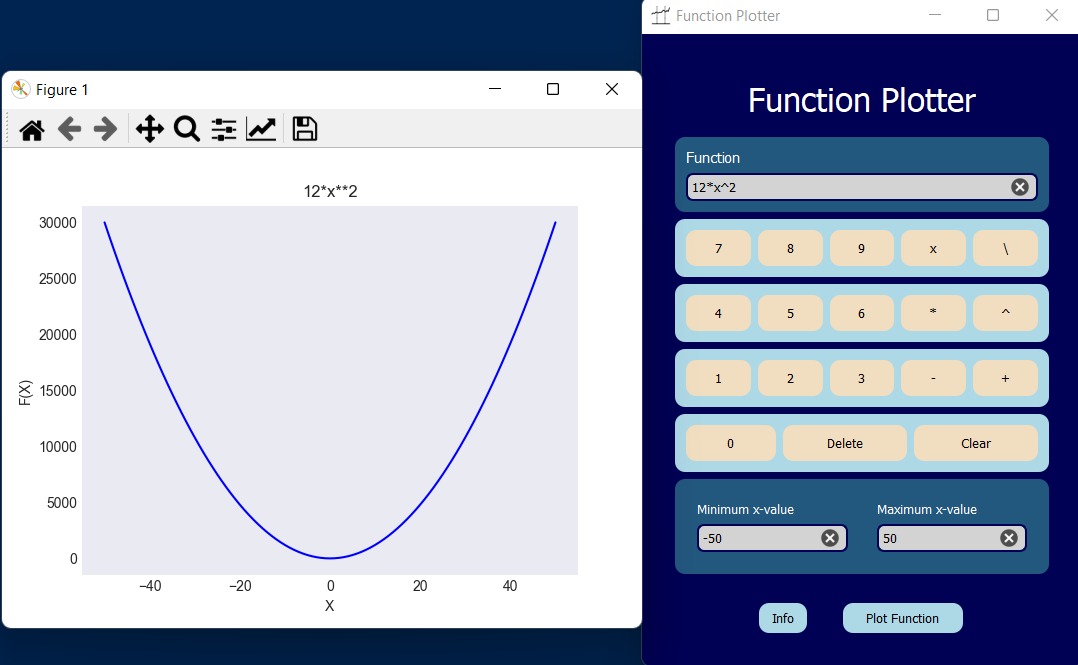 Figure 1
12*x**2
30000
25000
20000
15000
10000
5000
0
F(X)
−40 −20 0 20 40
X
Function Plotter
Function Plotter
Function
12*x^2
7 8 9 x \
4 5 6 * ^
1 2 3 - +
0 Delete Clear
Minimum x-value Maximum x-value
-50 50
Info Plot Function